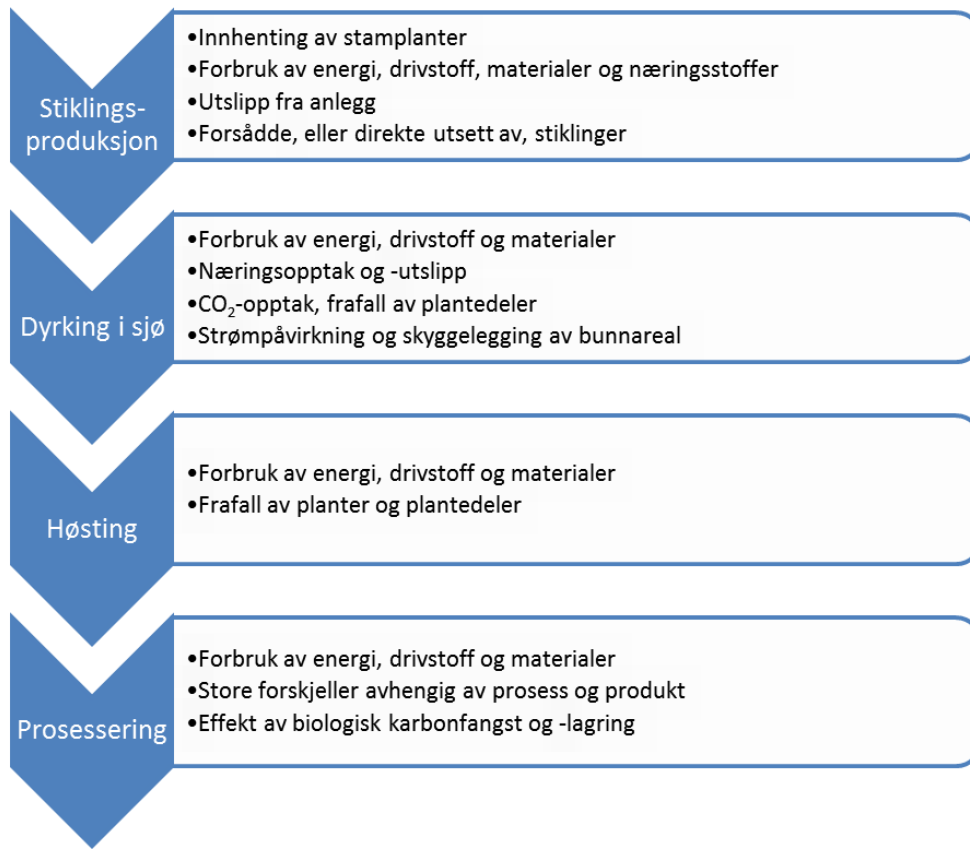 Stiklings-
produksjon
•Innhenting av stamplanter
•Forbruk av energi, drivstoff, materialer og næringsstoffer
•Utslipp fra anlegg
•Forsådde, eller direkte utsett av, stiklinger
Dyrking i sjø
•Forbruk av energi, drivstoff og materialer
•Næringsopptak og -utslipp
•CO₂-opptak, frafall av plantedeler
•Strømpåvirkning og skyggelegging av bunnareal
Høsting
•Forbruk av energi, drivstoff og materialer
•Frafall av planter og plantedeler
Prosessering
•Forbruk av energi, drivstoff og materialer
•Store forskjeller avhengig av prosess og produkt
•Effekt av biologisk karbonfangst og -lagring